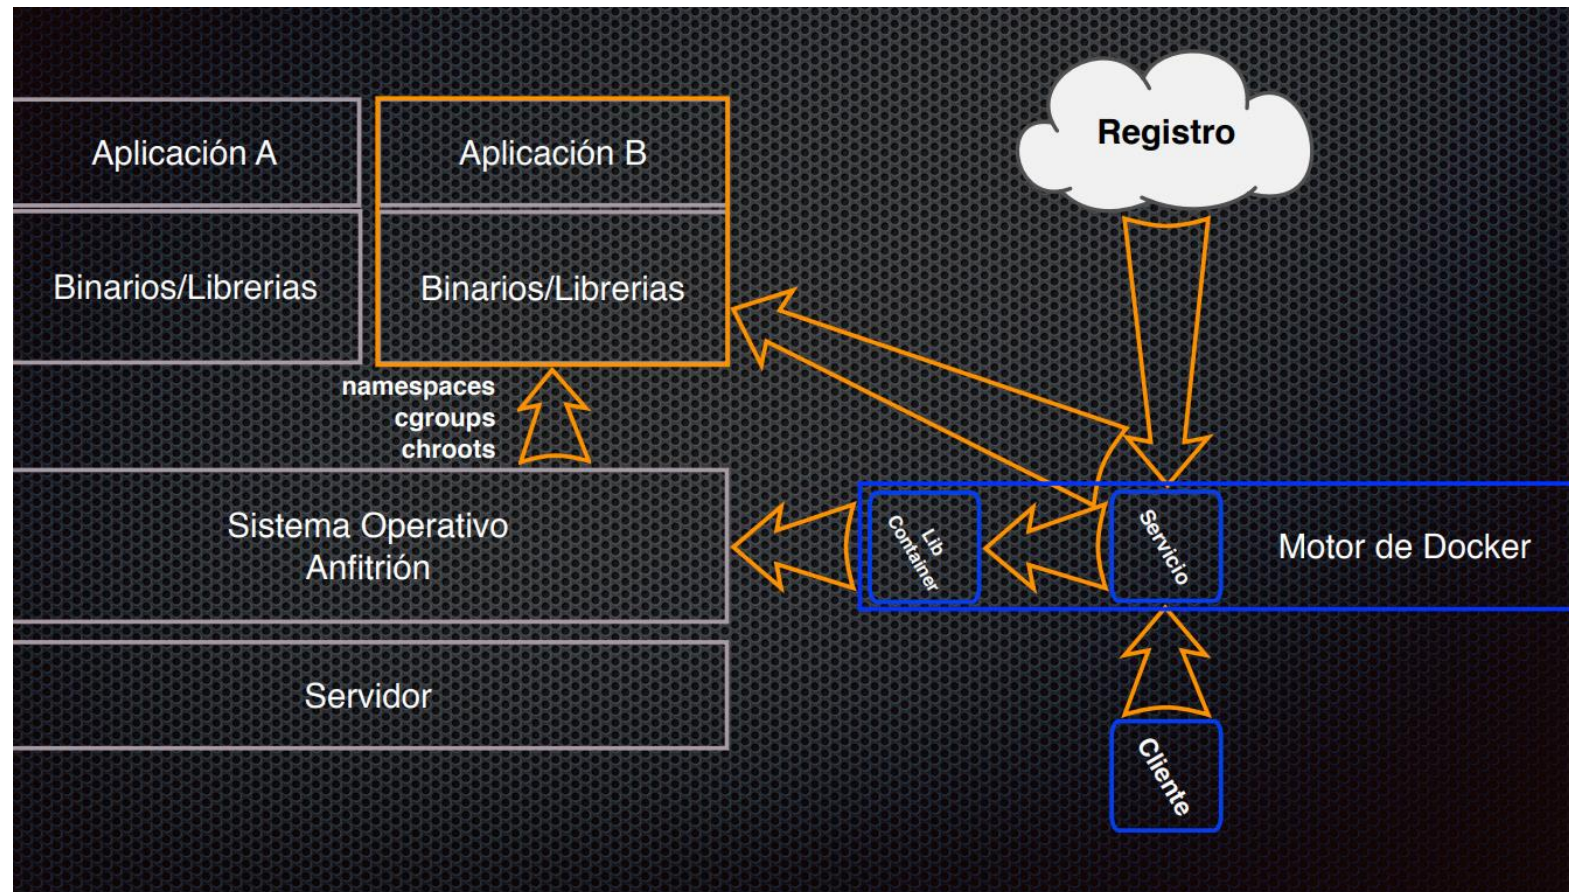 Aplicación A
Aplicación B
Registro
Binarios/Librerias
Binarios/Librerias
namespaces
cgroups
chroots
Sistema Operativo
Anfitrión
Lib
Container
Servicio
Motor de Docker
Servidor
Cliente